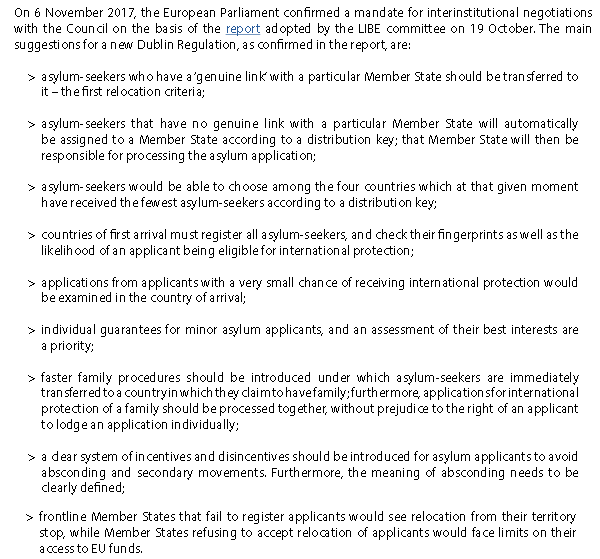 On 6 November 2017, the European Parliament confirmed a mandate for interinstitutional negotiations
with the Council on the basis of the report adopted by the LIBE committee on 19 October. The main
suggestions for a new Dublin Regulation, as confirmed in the report, are:
> asylum-seekers who have a 'genuine link' with a particular Member State should be transferred to
it – the first relocation criteria;
> asylum-seekers that have no genuine link with a particular Member State will automatically
be assigned to a Member State according to a distribution key; that Member State will then be
responsible for processing the asylum application;
> asylum-seekers would be able to choose among the four countries which at that given moment
have received the fewest asylum-seekers according to a distribution key;
> countries of first arrival must register all asylum-seekers, and check their fingerprints as well as the
likelihood of an applicant being eligible for international protection;
> applications from applicants with a very small chance of receiving international protection would
be examined in the country of arrival;
> individual guarantees for minor asylum applicants, and an assessment of their best interests are
a priority;
> faster family procedures should be introduced under which asylum-seekers are immediately
transferred to a country in which they claim to have family; furthermore, applications for international
protection of a family should be processed together, without prejudice to the right of an applicant
to lodge an application individually;
> a clear system of incentives and disincentives should be introduced for asylum applicants to avoid
absconding and secondary movements. Furthermore, the meaning of absconding needs to be
clearly defined;
> frontline Member States that fail to register applicants would see relocation from their territory
stop, while Member States refusing to accept relocation of applicants would face limits on their
access to EU funds.